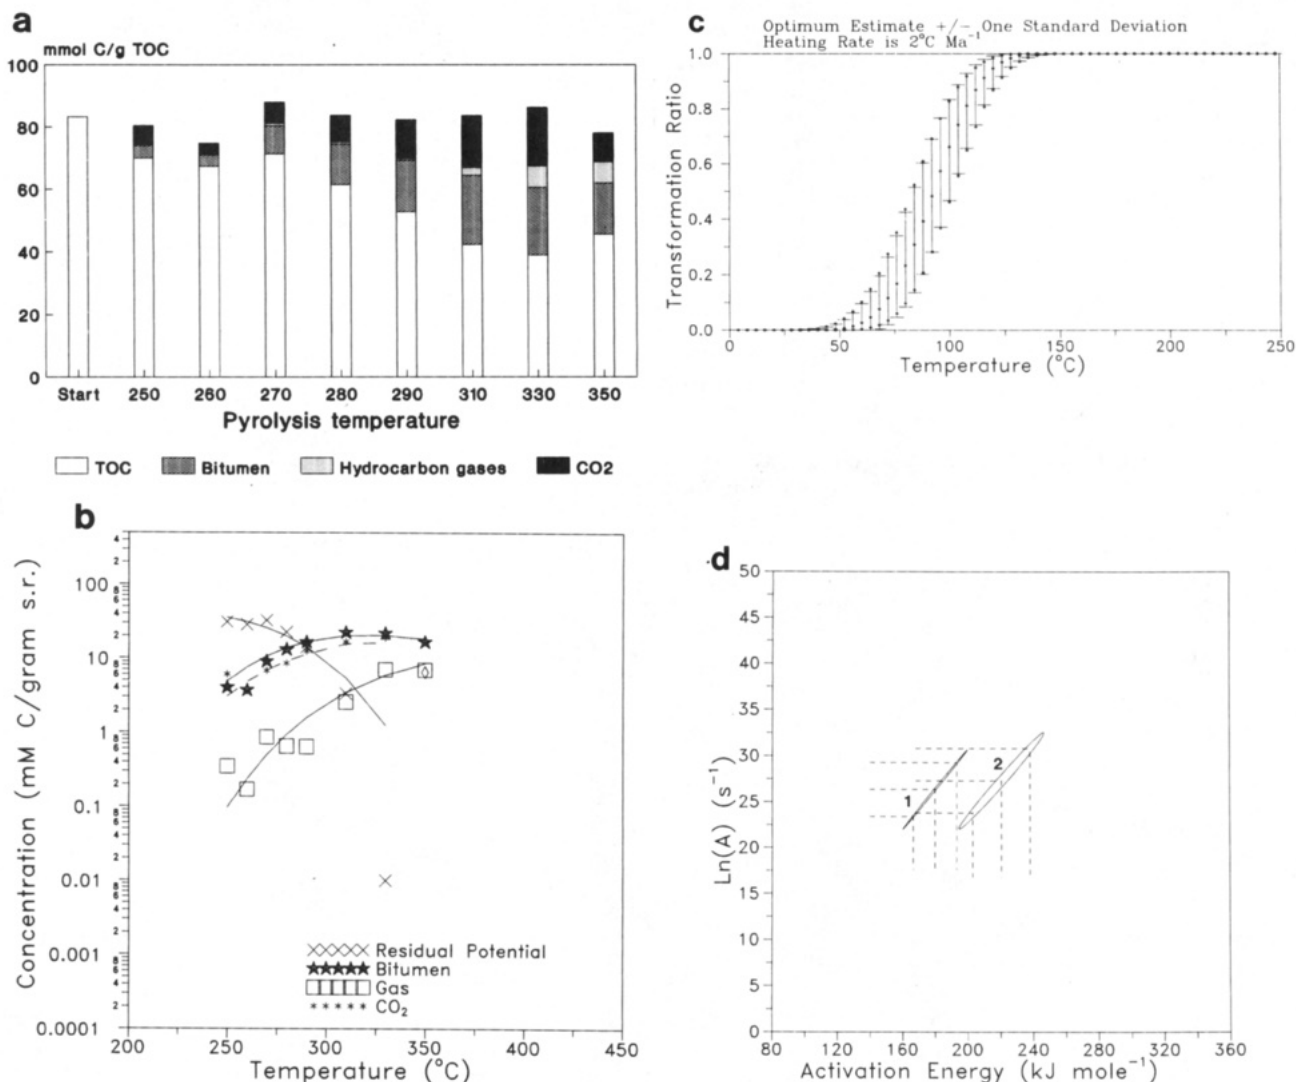 a
mmol C/g TOC
100
80
60
40
20
0
Start 250 260 270 280 290 310 330 350
Pyrolysis temperature
TOC Bitumen Hydrocarbon gases CO2
b
Concentration (mM C/gram s.r.)
100
10
1
0.1
0.01
0.001
0.0001
Residual Potential
Bitumen
Gas
CO₂
200 250 300 350 400 450
Temperature (°C)
c
Optimum Estimate +/- One Standard Deviation
Heating Rate is 2°C Ma⁻¹
Transformation Ratio
1.0
0.8
0.6
0.4
0.2
0.0
0 50 100 150 200 250
Temperature (°C)
d
Ln(A) (s⁻¹)
50
45
40
35
30
25
20
15
10
5
0
1
2
80 120 160 200 240 280 320 360
Activation Energy (kJ mole⁻¹)